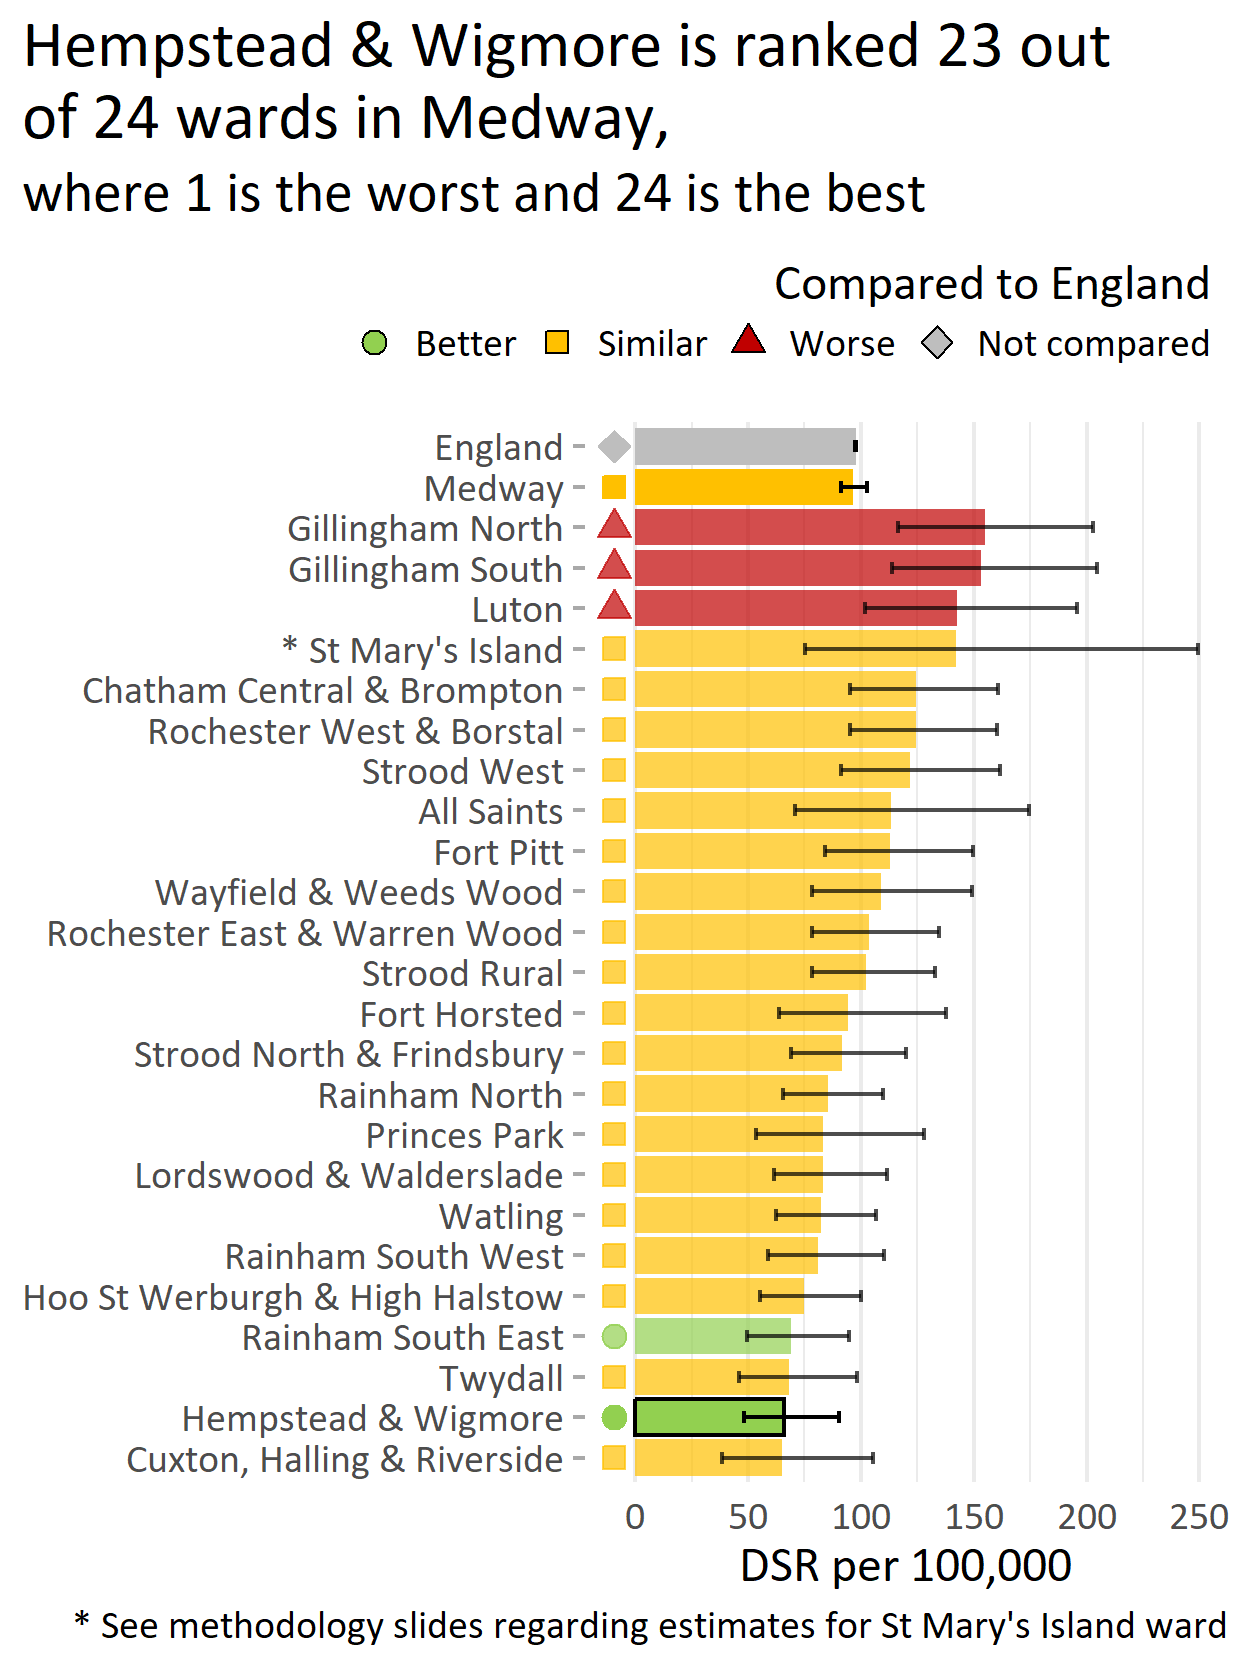 Hempstead & Wigmore is ranked 23 out
of 24 wards in Medway,
where 1 is the worst and 24 is the best
Compared to England
Better Similar Worse Not compared
England
Medway
Gillingham North
Gillingham South
Luton
* St Mary's Island
Chatham Central & Brompton
Rochester West & Borstal
Strood West
All Saints
Fort Pitt
Wayfield & Weeds Wood
Rochester East & Warren Wood
Strood Rural
Fort Horsted
Strood North & Frindsbury
Rainham North
Princes Park
Lordswood & Walderslade
Watling
Rainham South West
Hoo St Werburgh & High Halstow
Rainham South East
Twydall
Hempstead & Wigmore
Cuxton, Halling & Riverside
0 50 100 150 200 250
DSR per 100,000
* See methodology slides regarding estimates for St Mary's Island ward